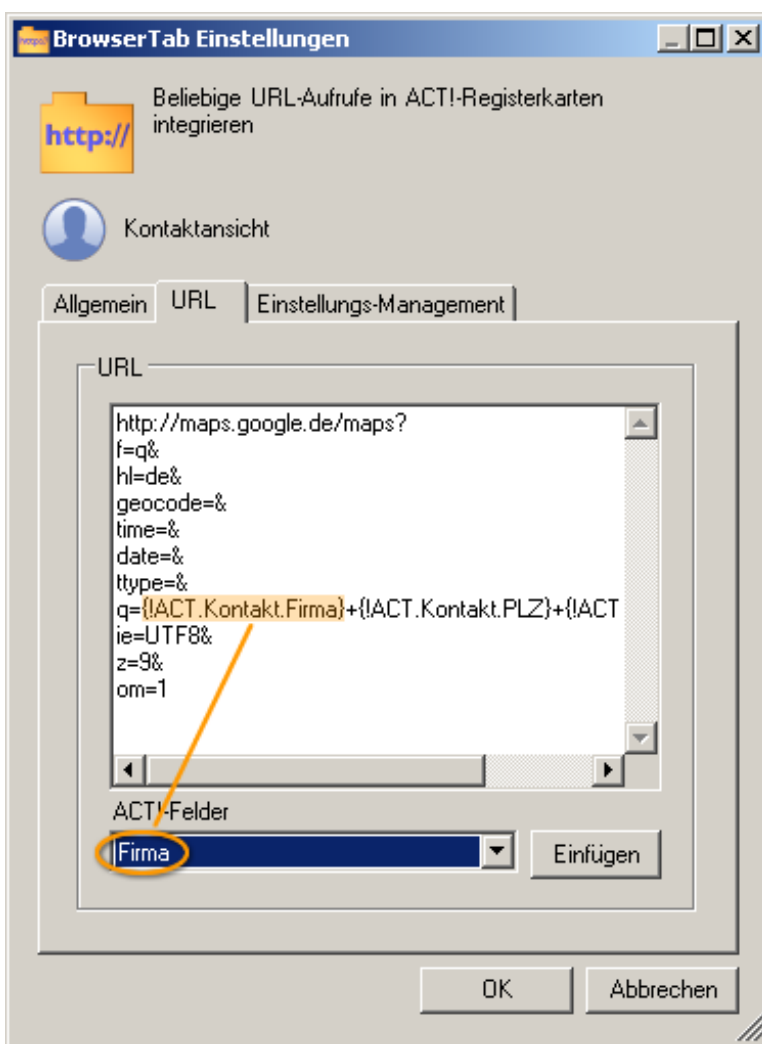 BrowserTab Einstellungen
Beliebige URL-Aufrufe in ACT!-Registerkarten
integrieren
http://
Kontaktansicht
Allgemein URL Einstellungs-Management
URL
http://maps.google.de/maps?
f=q&
hl=de&
geocode=&
time=&
date=&
ttype=&
q={!ACT.Kontakt.Firma}+{!ACT.Kontakt.PLZ}+{!ACT
ie=UTF8&
z=9&
om=1
ACT!-Felder
Firma Einfügen
OK Abbrechen